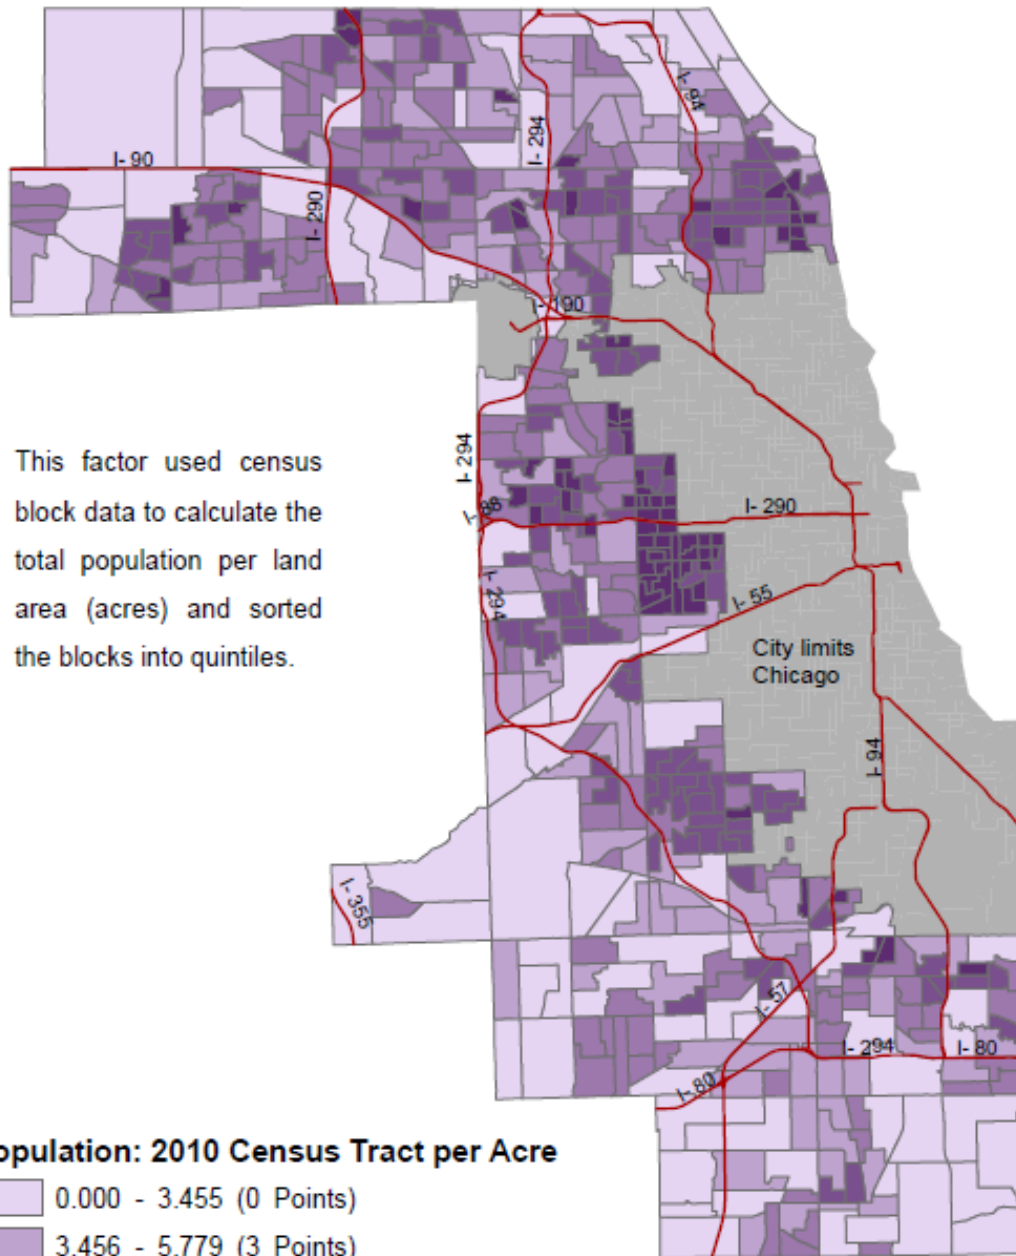 I- 94
I- 294
I- 90
I- 290
I- 190
This factor used census
block data to calculate the
total population per land
area (acres) and sorted
the blocks into quintiles.
I- 294
I- 88
I- 290
I- 294
I- 55
City limits
Chicago
I- 94
I- 355
I- 57
I- 294
I- 80
I- 80
opulation: 2010 Census Tract per Acre
0.000 - 3.455 (0 Points)
3.456 - 5.779 (3 Points)